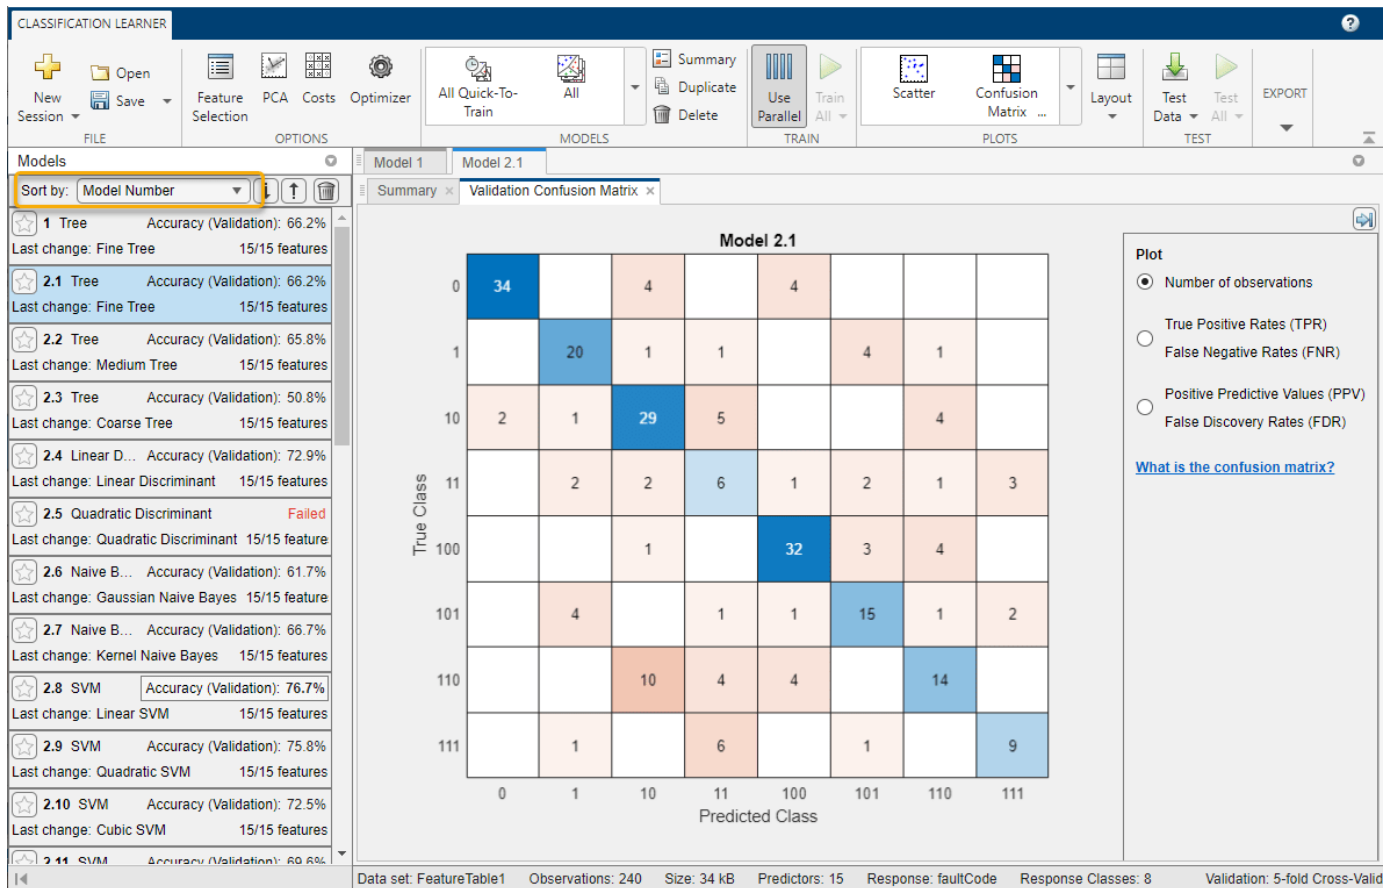 CLASSIFICATION LEARNER
New Session
Open
Save
FILE
Feature Selection
PCA
Costs
Optimizer
OPTIONS
All Quick-To-Train
All
Summary
Duplicate
Delete
MODELS
Use Parallel
Train All
TRAIN
Scatter
Confusion Matrix ...
Layout
PLOTS
Test Data
Test All
TEST
EXPORT
Models
Sort by: Model Number
1 Tree Accuracy (Validation): 66.2%
Last change: Fine Tree 15/15 features
2.1 Tree Accuracy (Validation): 66.2%
Last change: Fine Tree 15/15 features
2.2 Tree Accuracy (Validation): 65.8%
Last change: Medium Tree 15/15 features
2.3 Tree Accuracy (Validation): 50.8%
Last change: Coarse Tree 15/15 features
2.4 Linear D... Accuracy (Validation): 72.9%
Last change: Linear Discriminant 15/15 features
2.5 Quadratic Discriminant Failed
Last change: Quadratic Discriminant 15/15 feature
2.6 Naive B... Accuracy (Validation): 61.7%
Last change: Gaussian Naive Bayes 15/15 feature
2.7 Naive B... Accuracy (Validation): 66.7%
Last change: Kernel Naive Bayes 15/15 features
2.8 SVM Accuracy (Validation): 76.7%
Last change: Linear SVM 15/15 features
2.9 SVM Accuracy (Validation): 75.8%
Last change: Quadratic SVM 15/15 features
2.10 SVM Accuracy (Validation): 72.5%
Last change: Cubic SVM 15/15 features
2.11 SVM Accuracy (Validation): 69.6%
Model 1
Model 2.1
Summary
Validation Confusion Matrix
Model 2.1
True Class
0 34 4 4
1 20 1 1 4 1
10 2 1 29 5 4
11 2 2 6 1 2 1 3
100 1 32 3 4
101 4 1 1 15 1 2
110 10 4 4 14
111 1 6 1 9
0 1 10 11 100 101 110 111
Predicted Class
Plot
Number of observations
True Positive Rates (TPR)
False Negative Rates (FNR)
Positive Predictive Values (PPV)
False Discovery Rates (FDR)
What is the confusion matrix?
Data set: FeatureTable1 Observations: 240 Size: 34 kB Predictors: 15 Response: faultCode Response Classes: 8 Validation: 5-fold Cross-Valid